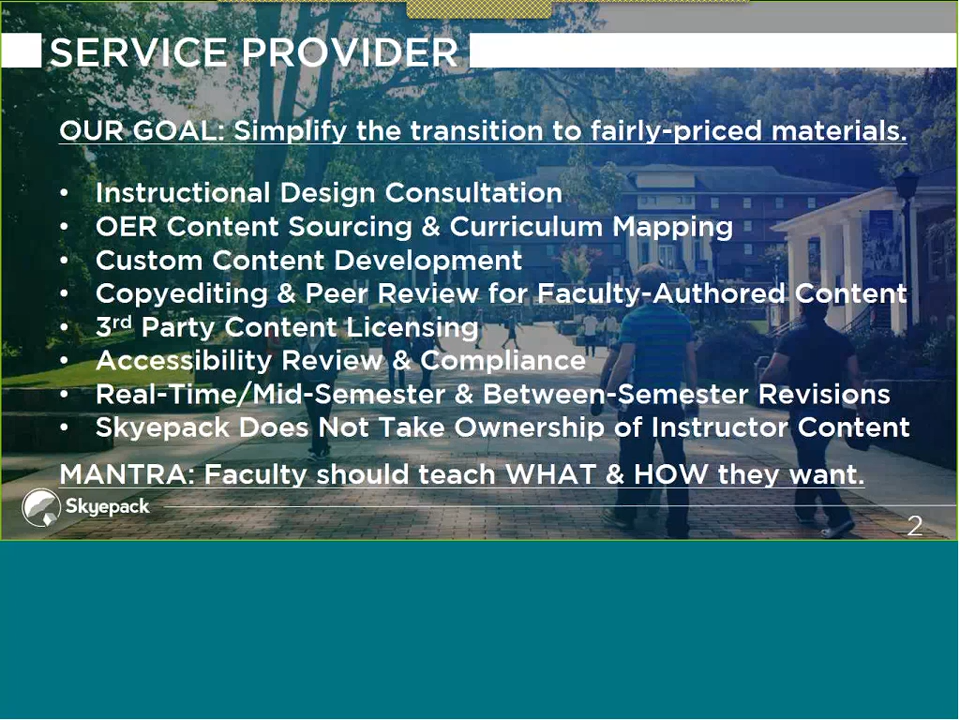 SERVICE PROVIDER
OUR GOAL: Simplify the transition to fairly-priced materials.
• Instructional Design Consultation
• OER Content Sourcing & Curriculum Mapping
• Custom Content Development
• Copyediting & Peer Review for Faculty-Authored Content
• 3rd Party Content Licensing
• Accessibility Review & Compliance
• Real-Time/Mid-Semester & Between-Semester Revisions
• Skyepack Does Not Take Ownership of Instructor Content
MANTRA: Faculty should teach WHAT & HOW they want.
Skyepack
2